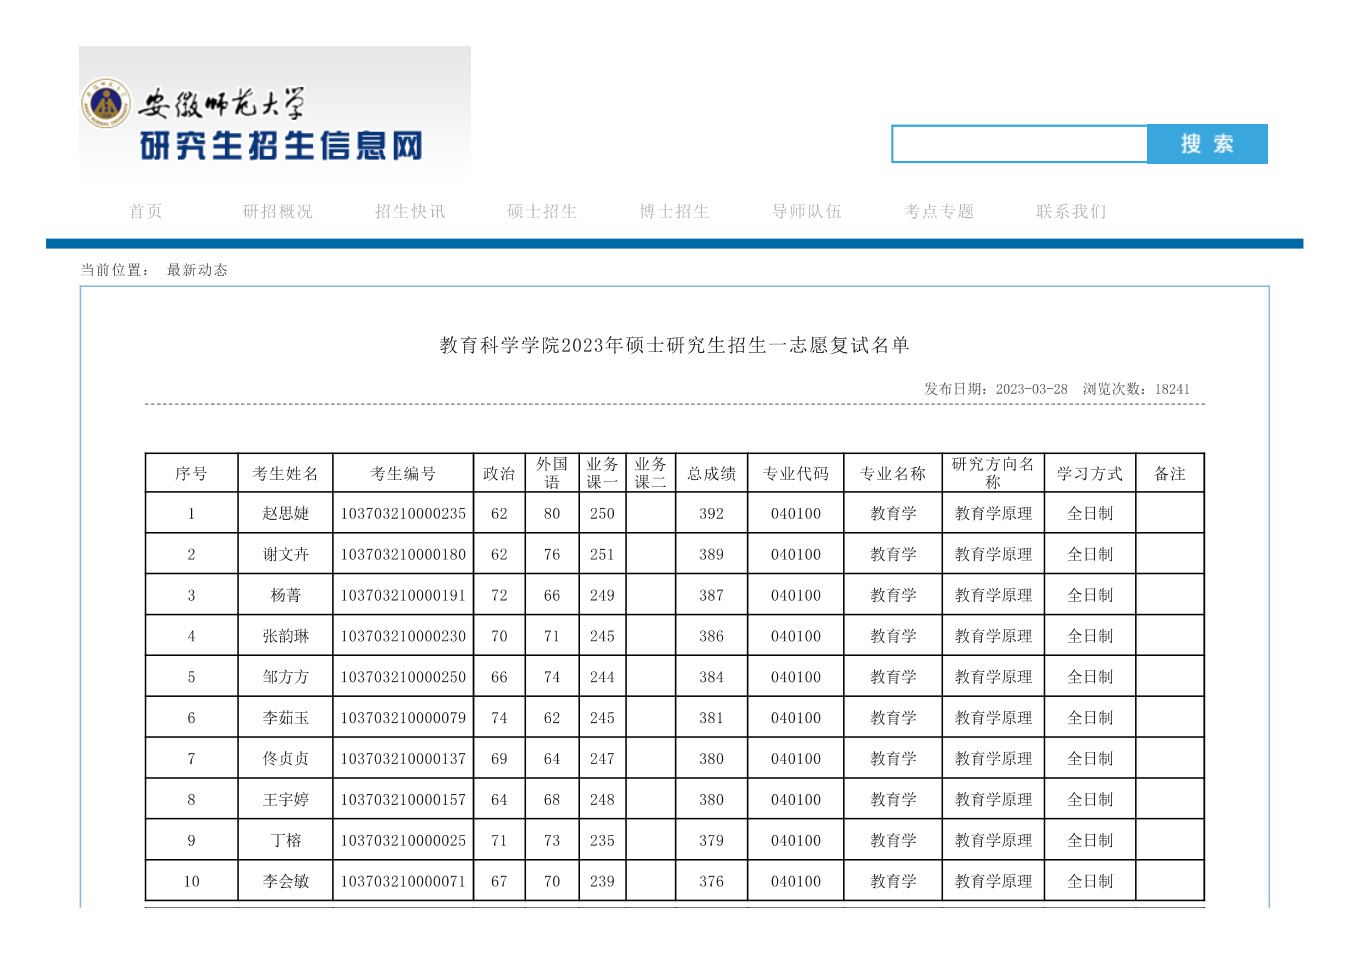 安徽师范大学
研究生招生信息网
搜 索
首页 研招概况 招生快讯 硕士招生 博士招生 导师队伍 考点专题 联系我们
当前位置： 最新动态
教育科学学院2023年硕士研究生招生一志愿复试名单
发布日期：2023-03-28 浏览次数：18241
序号 考生姓名 考生编号 政治 外国语 业务课一 业务课二 总成绩 专业代码 专业名称 研究方向名称 学习方式 备注
1 赵思婕 103703210000235 62 80 250 392 040100 教育学 教育学原理 全日制
2 谢文卉 103703210000180 62 76 251 389 040100 教育学 教育学原理 全日制
3 杨菁 103703210000191 72 66 249 387 040100 教育学 教育学原理 全日制
4 张韵琳 103703210000230 70 71 245 386 040100 教育学 教育学原理 全日制
5 邹方方 103703210000250 66 74 244 384 040100 教育学 教育学原理 全日制
6 李茹玉 103703210000079 74 62 245 381 040100 教育学 教育学原理 全日制
7 佟贞贞 103703210000137 69 64 247 380 040100 教育学 教育学原理 全日制
8 王宇婷 103703210000157 64 68 248 380 040100 教育学 教育学原理 全日制
9 丁榕 103703210000025 71 73 235 379 040100 教育学 教育学原理 全日制
10 李会敏 103703210000071 67 70 239 376 040100 教育学 教育学原理 全日制